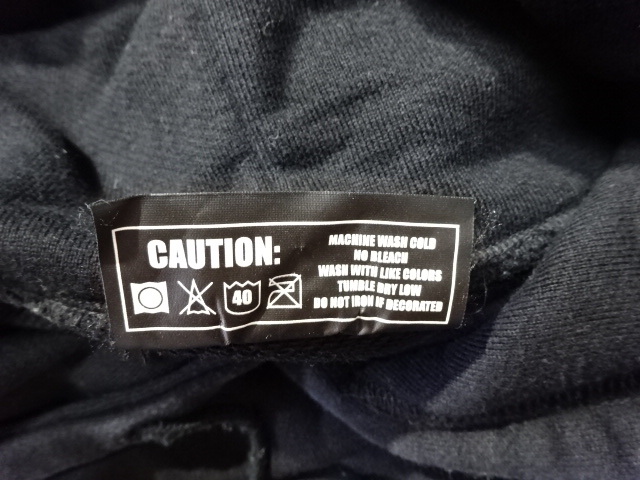 CAUTION:
40
MACHINE WASH COLD
NO BLEACH
WASH WITH LIKE COLORS
TUMBLE DRY LOW
DO NOT IRON IF DECORATED